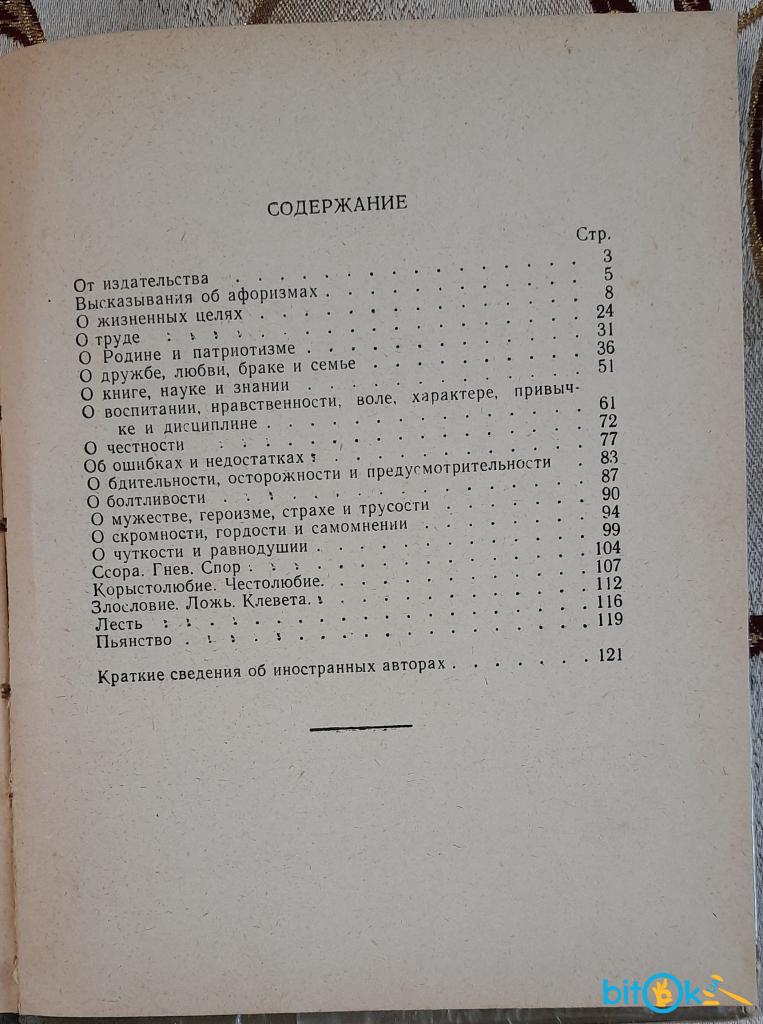 СОДЕРЖАНИЕ
Стр.
От издательства . . . . . . . . . . . . . . 3
Высказывания об афоризмах . . . . . . . . . . 5
О жизненных целях . . . . . . . . . . . . . 8
О труде . . . . . . . . . . . . . . . . 24
О Родине и патриотизме . . . . . . . . . . . 31
О дружбе, любви, браке и семье . . . . . . . . . 36
О книге, науке и знании . . . . . . . . . . . 51
О воспитании, нравственности, воле, характере, привыч-
ке и дисциплине . . . . . . . . . . . . . 61
О честности . . . . . . . . . . . . . . . 72
Об ошибках и недостатках . . . . . . . . . . . 77
О бдительности, осторожности и предусмотрительности . 83
О болтливости . . . . . . . . . . . . . . 87
О мужестве, героизме, страхе и трусости . . . . . . 90
О скромности, гордости и самомнении . . . . . . . 94
О чуткости и равнодушии . . . . . . . . . . . 99
Ссора. Гнев. Спор . . . . . . . . . . . . . 104
Корыстолюбие. Честолюбие. . . . . . . . . . . 107
Злословие. Ложь. Клевета. . . . . . . . . . . 112
Лесть . . . . . . . . . . . . . . . . . 116
Пьянство . . . . . . . . . . . . . . . . 119
Краткие сведения об иностранных авторах . . . . . . 121
bitOk